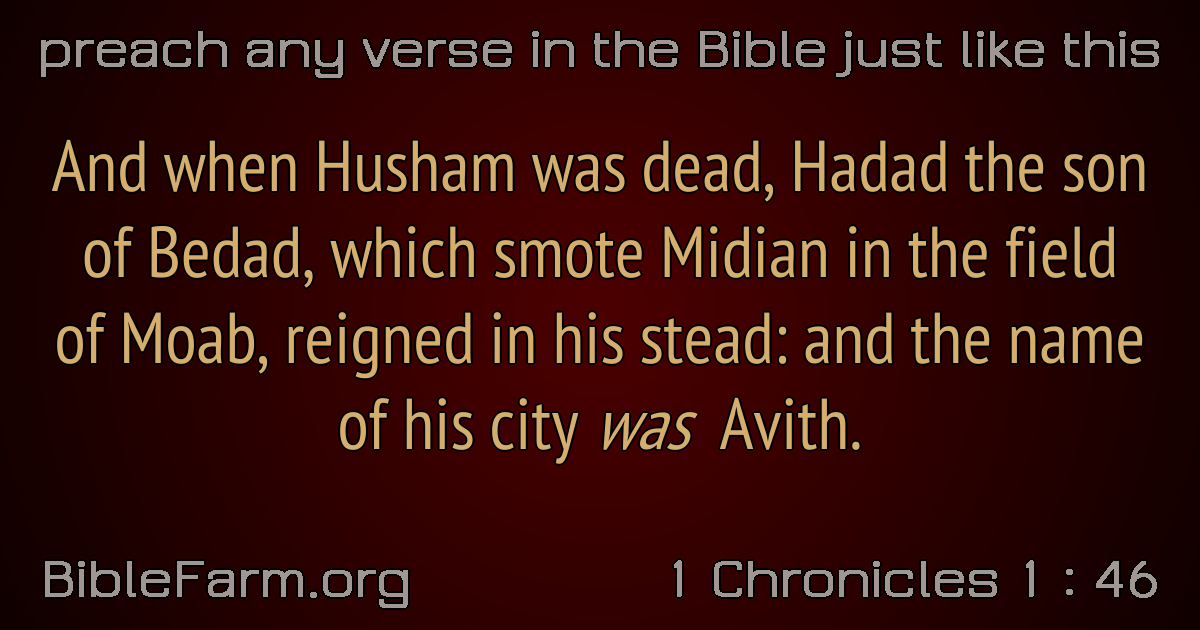 preach any verse in the Bible just like this
And when Husham was dead, Hadad the son
of Bedad, which smote Midian in the field
of Moab, reigned in his stead: and the name
of his city was Avith.
BibleFarm.org
1 Chronicles 1 : 46